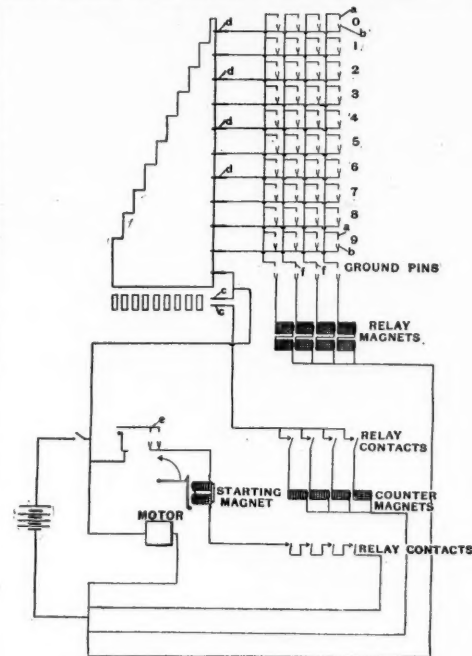 a
d 0
b
1
d 2
3
d 4
5
6
d
7
8
a
9
b
f f GROUND PINS
c
c
RELAY
MAGNETS
e
RELAY
CONTACTS
STARTING
MAGNET
COUNTER
MAGNETS
MOTOR
RELAY CONTACTS